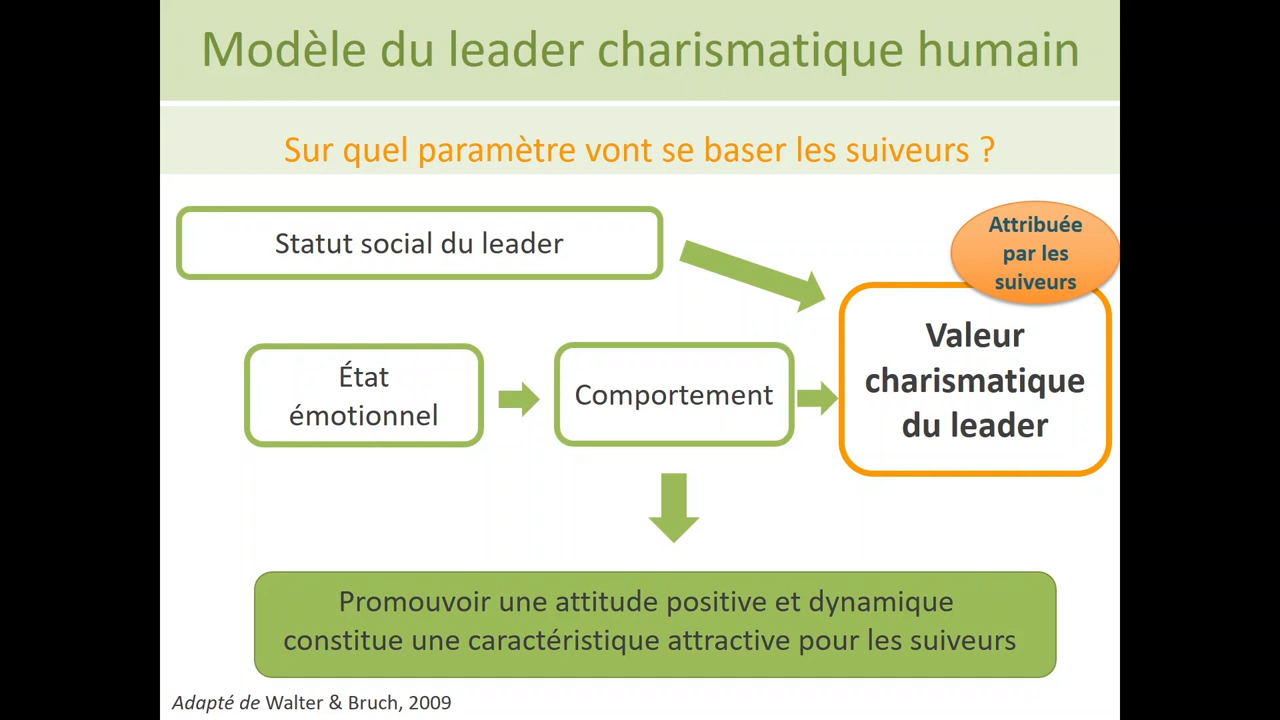 Modèle du leader charismatique humain
Sur quel paramètre vont se baser les suiveurs ?
Statut social du leader
Attribuée
par les
suiveurs
Valeur
charismatique
du leader
État
émotionnel
Comportement
Promouvoir une attitude positive et dynamique
constitue une caractéristique attractive pour les suiveurs
Adapté de Walter & Bruch, 2009